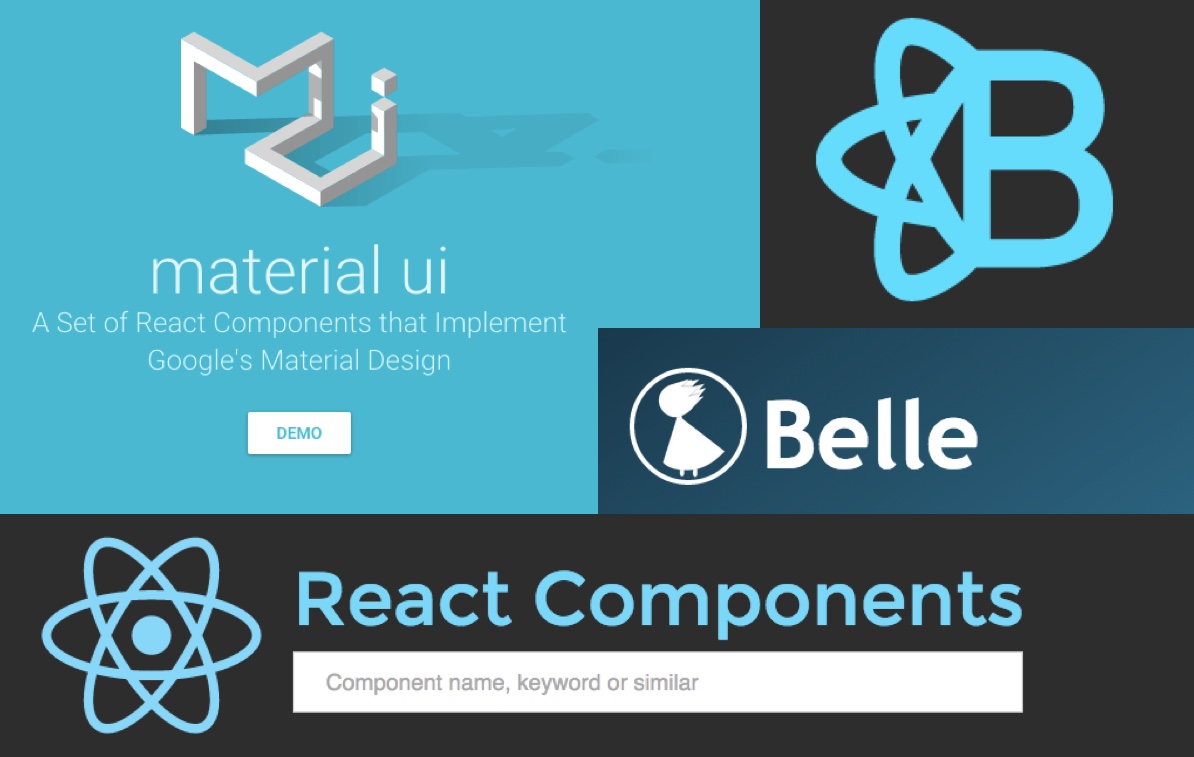 material ui
A Set of React Components that Implement
Google's Material Design
DEMO
B
Belle
React Components
Component name, keyword or similar